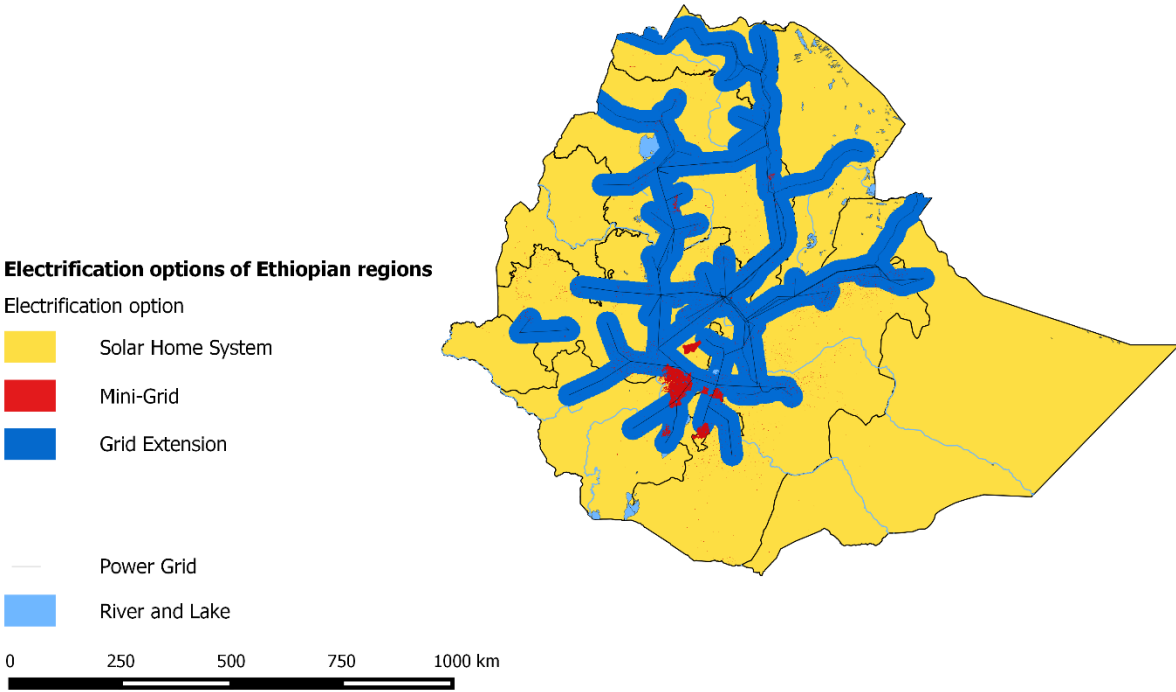 Electrification options of Ethiopian regions
Electrification option
Solar Home System
Mini-Grid
Grid Extension
Power Grid
River and Lake
0 250 500 750 1000 km